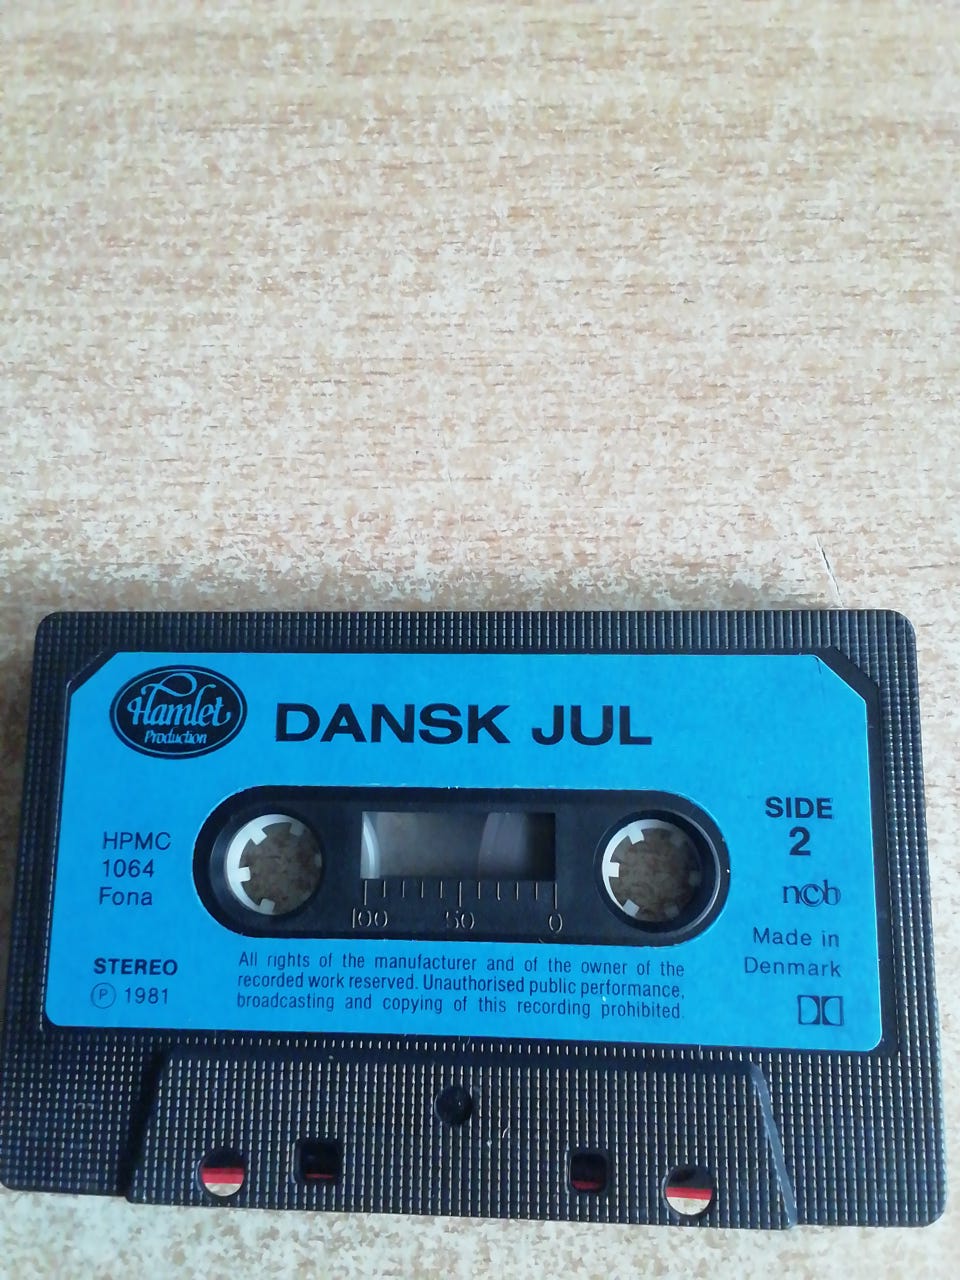 Hamlet
Production
DANSK JUL
SIDE
2
HPMC
1064
Fona
ncb
Made in
Denmark
STEREO
Ⓟ 1981
100 50 0
All rights of the manufacturer and of the owner of the
recorded work reserved. Unauthorised public performance,
broadcasting and copying of this recording prohibited.